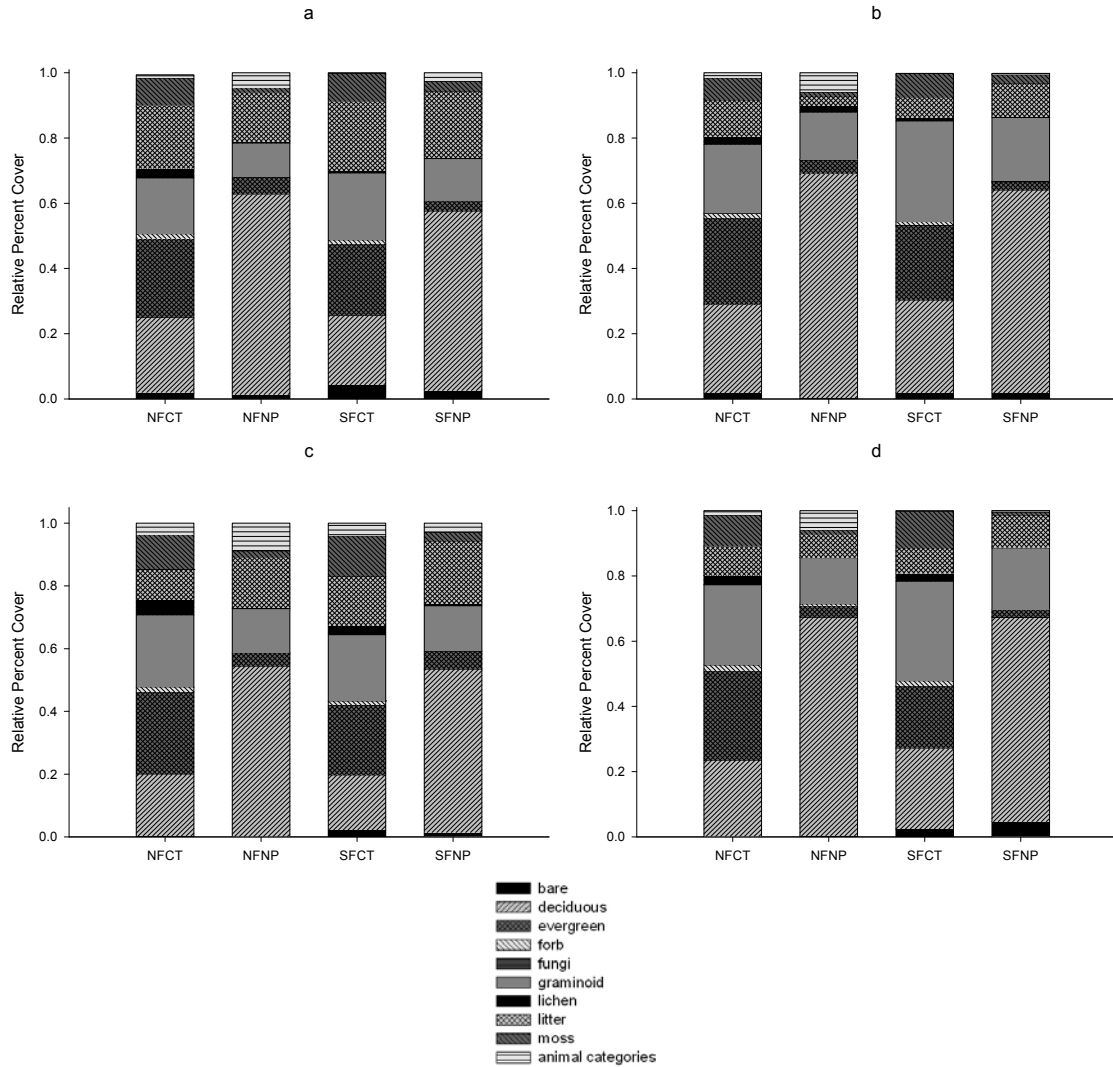 a
1.0
0.8
0.6
0.4
0.2
0.0
Relative Percent Cover
NFCT NFNP SFCT SFNP
b
1.0
0.8
0.6
0.4
0.2
0.0
Relative Percent Cover
NFCT NFNP SFCT SFNP
c
1.0
0.8
0.6
0.4
0.2
0.0
Relative Percent Cover
NFCT NFNP SFCT SFNP
d
1.0
0.8
0.6
0.4
0.2
0.0
Relative Percent Cover
NFCT NFNP SFCT SFNP
bare
deciduous
evergreen
forb
fungi
graminoid
lichen
litter
moss
animal categories